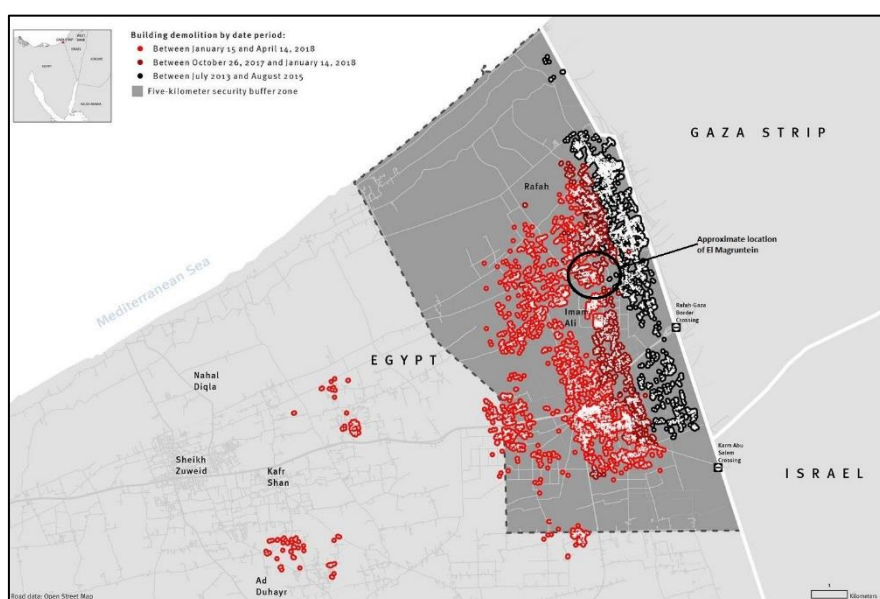 Building demolition by date period:
Between January 15 and April 14, 2018
Between October 26, 2017 and January 14, 2018
Between July 2013 and August 2015
Five-kilometer security buffer zone
GAZA STRIP
Rafah
Approximate location
of El Magruntein
Mediterranean Sea
Imam
Ali
Rafah-Gaza
Border
Crossing
EGYPT
Nahal
Diqla
Sheikh
Zuweid
Kafr
Shan
Karm Abu
Salem
Crossing
ISRAEL
Ad
Duhayr
Road data: Open Street Map
1
Kilometers